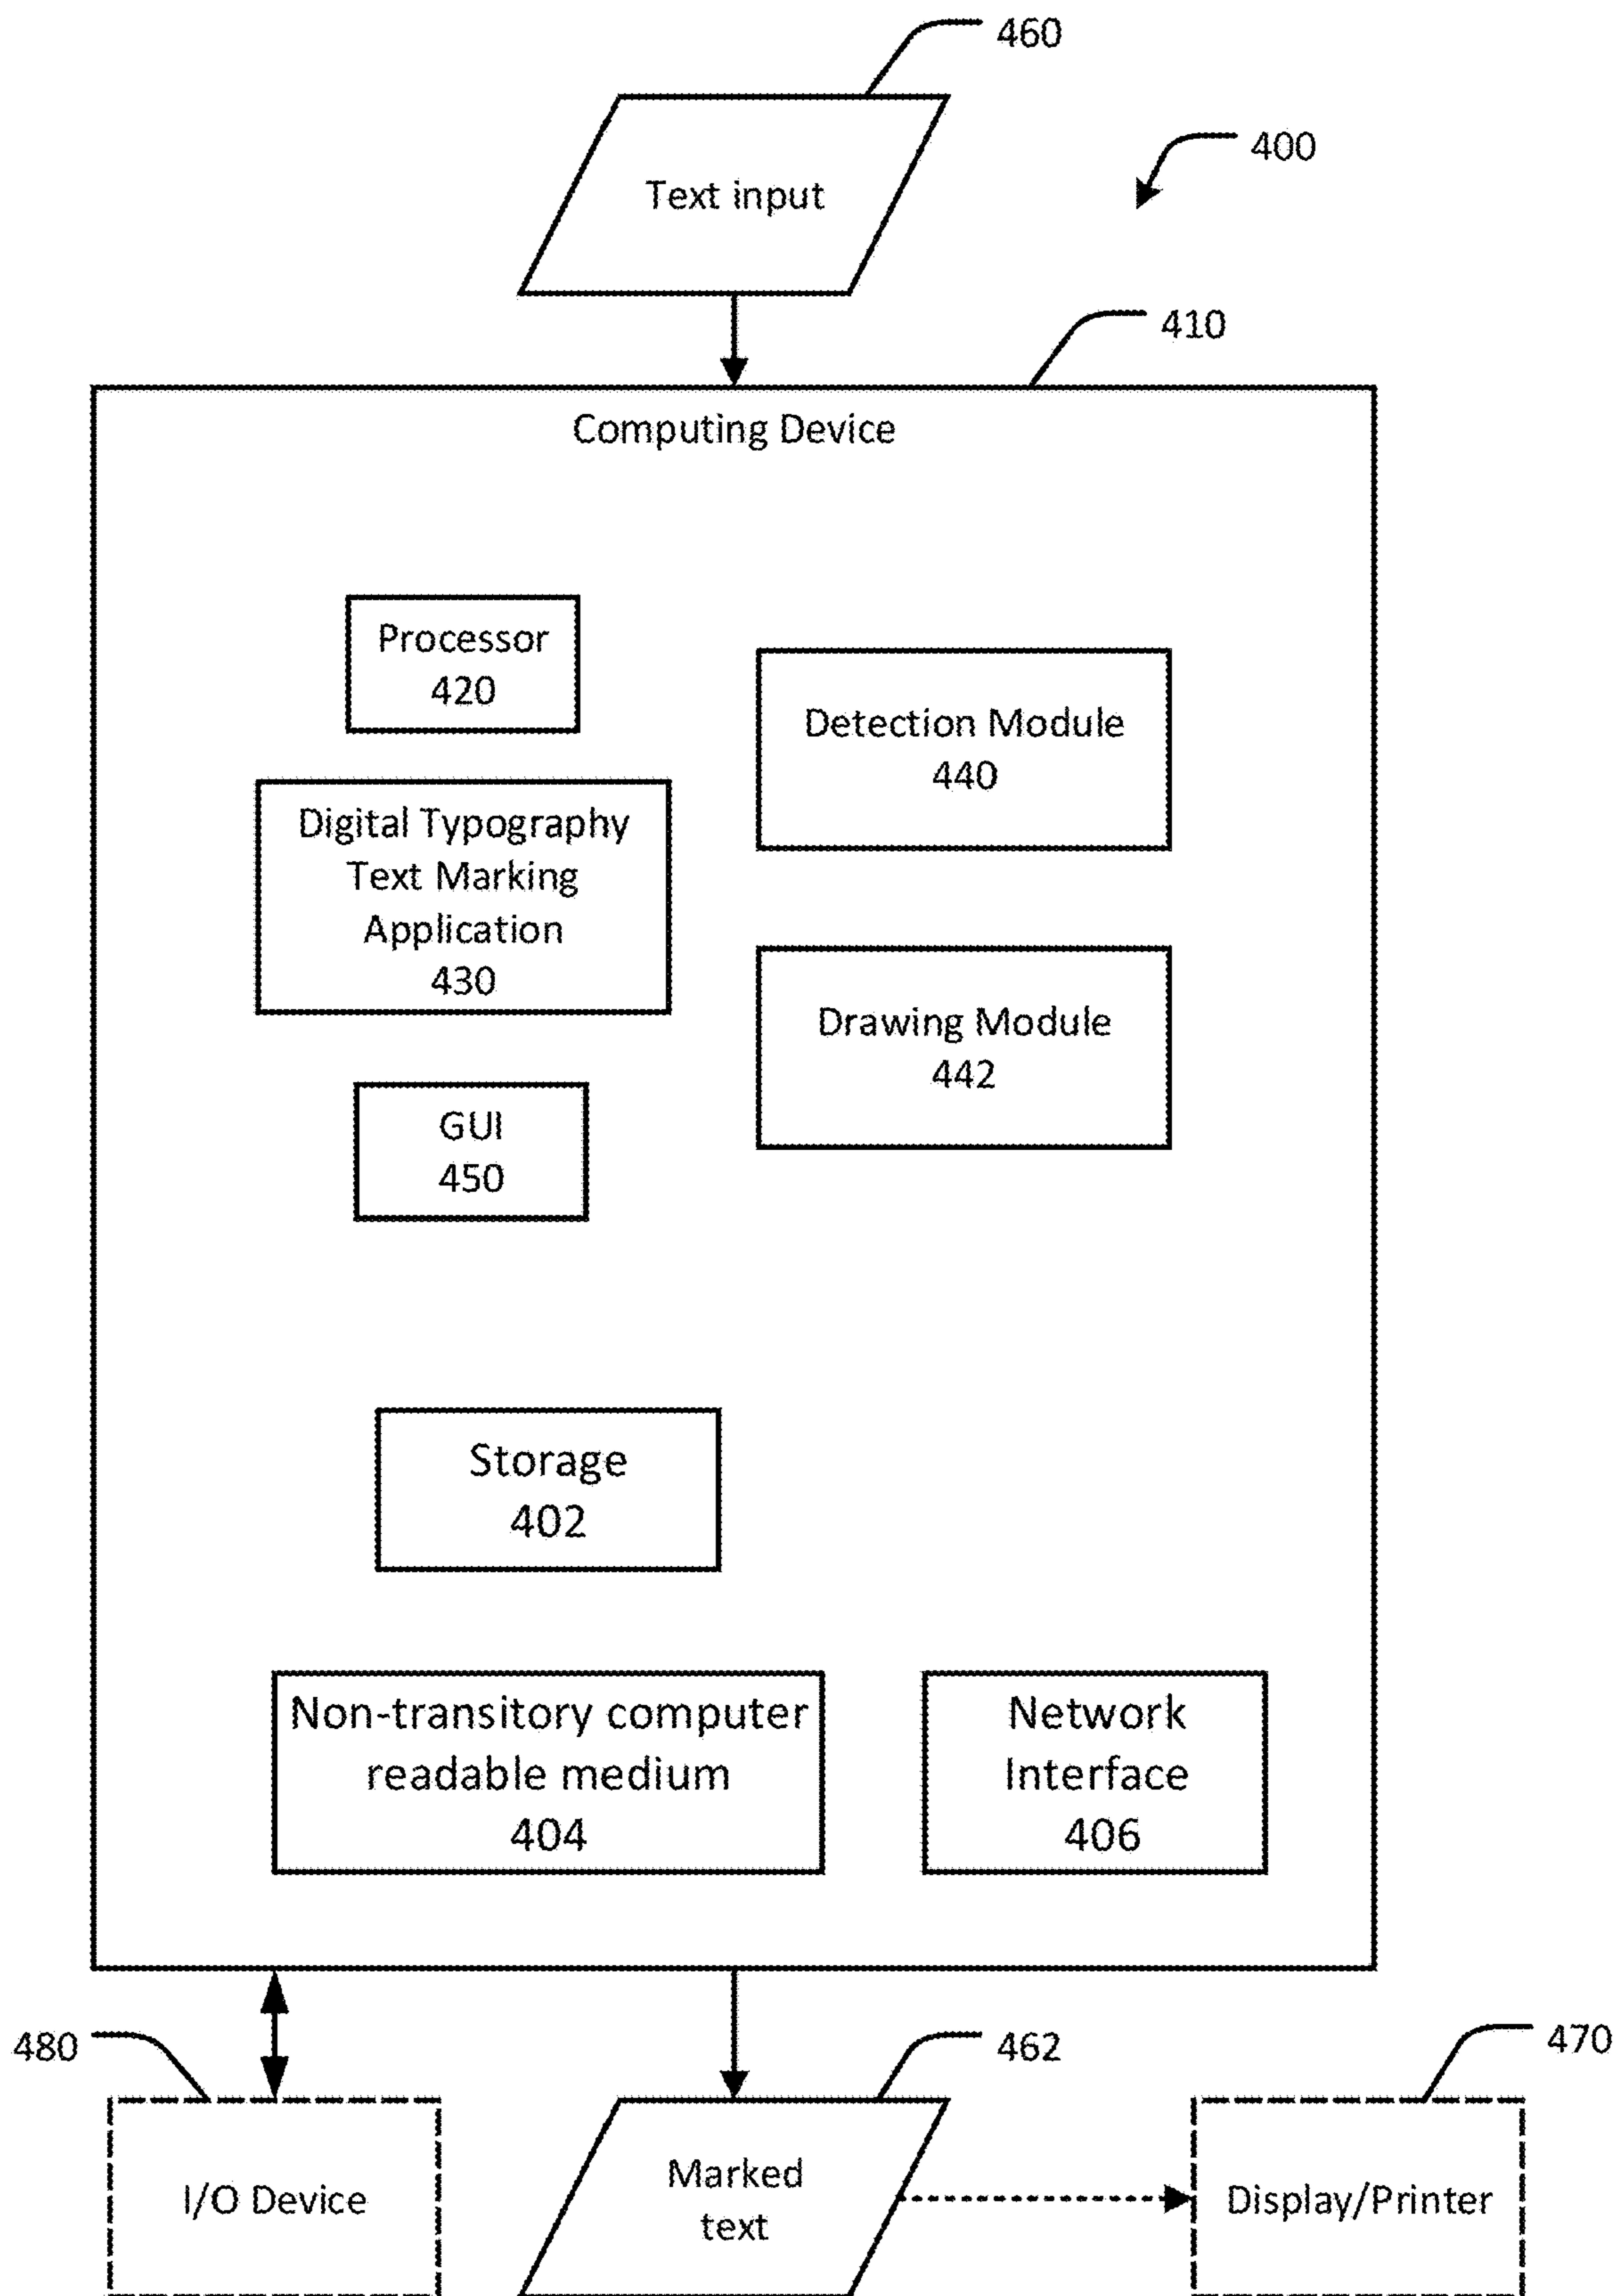 460
400
Text input
410
Computing Device
Processor
420
Detection Module
440
Digital Typography
Text Marking
Application
430
Drawing Module
442
GUI
450
Storage
402
Non-transitory computer
readable medium
404
Network
Interface
406
480
462
470
I/O Device
Marked
text
Display/Printer